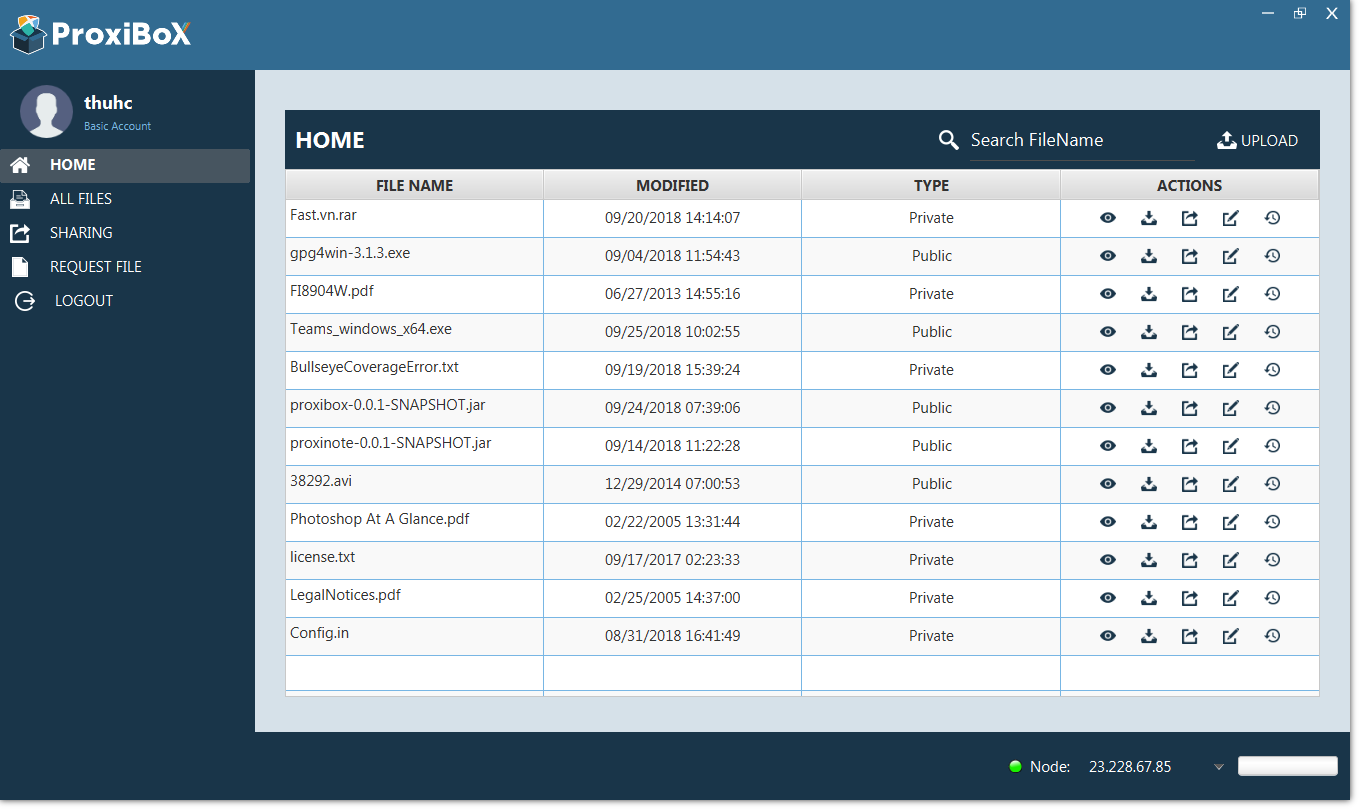 ProxiBoX
thuhc
Basic Account
HOME
ALL FILES
SHARING
REQUEST FILE
LOGOUT
HOME Search FileName UPLOAD
FILE NAME MODIFIED TYPE ACTIONS
Fast.vn.rar 09/20/2018 14:14:07 Private
gpg4win-3.1.3.exe 09/04/2018 11:54:43 Public
FI8904W.pdf 06/27/2013 14:55:16 Private
Teams_windows_x64.exe 09/25/2018 10:02:55 Public
BullseyeCoverageError.txt 09/19/2018 15:39:24 Private
proxibox-0.0.1-SNAPSHOT.jar 09/24/2018 07:39:06 Public
proxinote-0.0.1-SNAPSHOT.jar 09/14/2018 11:22:28 Public
38292.avi 12/29/2014 07:00:53 Public
Photoshop At A Glance.pdf 02/22/2005 13:31:44 Private
license.txt 09/17/2017 02:23:33 Private
LegalNotices.pdf 02/25/2005 14:37:00 Private
Config.in 08/31/2018 16:41:49 Private
Node: 23.228.67.85